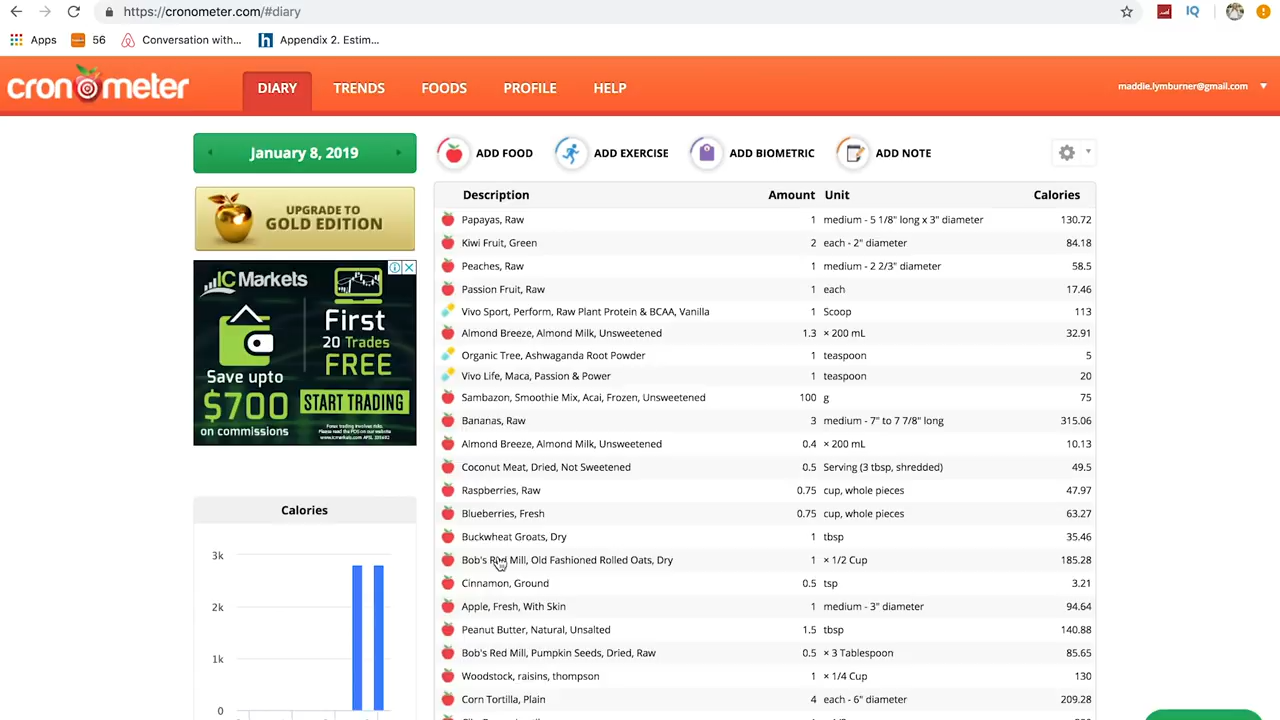 https://cronometer.com/#diary
IQ
Apps
56
Conversation with...
h
Appendix 2. Estim...
cronometer
DIARY
TRENDS
FOODS
PROFILE
HELP
maddie.lymburner@gmail.com
January 8, 2019
ADD FOOD
ADD EXERCISE
ADD BIOMETRIC
ADD NOTE
UPGRADE TO
GOLD EDITION
IC Markets
First
20 Trades
FREE
Save upto
$700
on commissions
START TRADING
Calories
3k
2k
1k
0
Description Amount Unit Calories
Papayas, Raw 1 medium - 5 1/8" long x 3" diameter 130.72
Kiwi Fruit, Green 2 each - 2" diameter 84.18
Peaches, Raw 1 medium - 2 2/3" diameter 58.5
Passion Fruit, Raw 1 each 17.46
Vivo Sport, Perform, Raw Plant Protein & BCAA, Vanilla 1 Scoop 113
Almond Breeze, Almond Milk, Unsweetened 1.3 × 200 mL 32.91
Organic Tree, Ashwaganda Root Powder 1 teaspoon 5
Vivo Life, Maca, Passion & Power 1 teaspoon 20
Sambazon, Smoothie Mix, Acai, Frozen, Unsweetened 100 g 75
Bananas, Raw 3 medium - 7" to 7 7/8" long 315.06
Almond Breeze, Almond Milk, Unsweetened 0.4 × 200 mL 10.13
Coconut Meat, Dried, Not Sweetened 0.5 Serving (3 tbsp, shredded) 49.5
Raspberries, Raw 0.75 cup, whole pieces 47.97
Blueberries, Fresh 0.75 cup, whole pieces 63.27
Buckwheat Groats, Dry 1 tbsp 35.46
Bob's Red Mill, Old Fashioned Rolled Oats, Dry 1 × 1/2 Cup 185.28
Cinnamon, Ground 0.5 tsp 3.21
Apple, Fresh, With Skin 1 medium - 3" diameter 94.64
Peanut Butter, Natural, Unsalted 1.5 tbsp 140.88
Bob's Red Mill, Pumpkin Seeds, Dried, Raw 0.5 × 3 Tablespoon 85.65
Woodstock, raisins, thompson 1 × 1/4 Cup 130
Corn Tortilla, Plain 4 each - 6" diameter 209.28